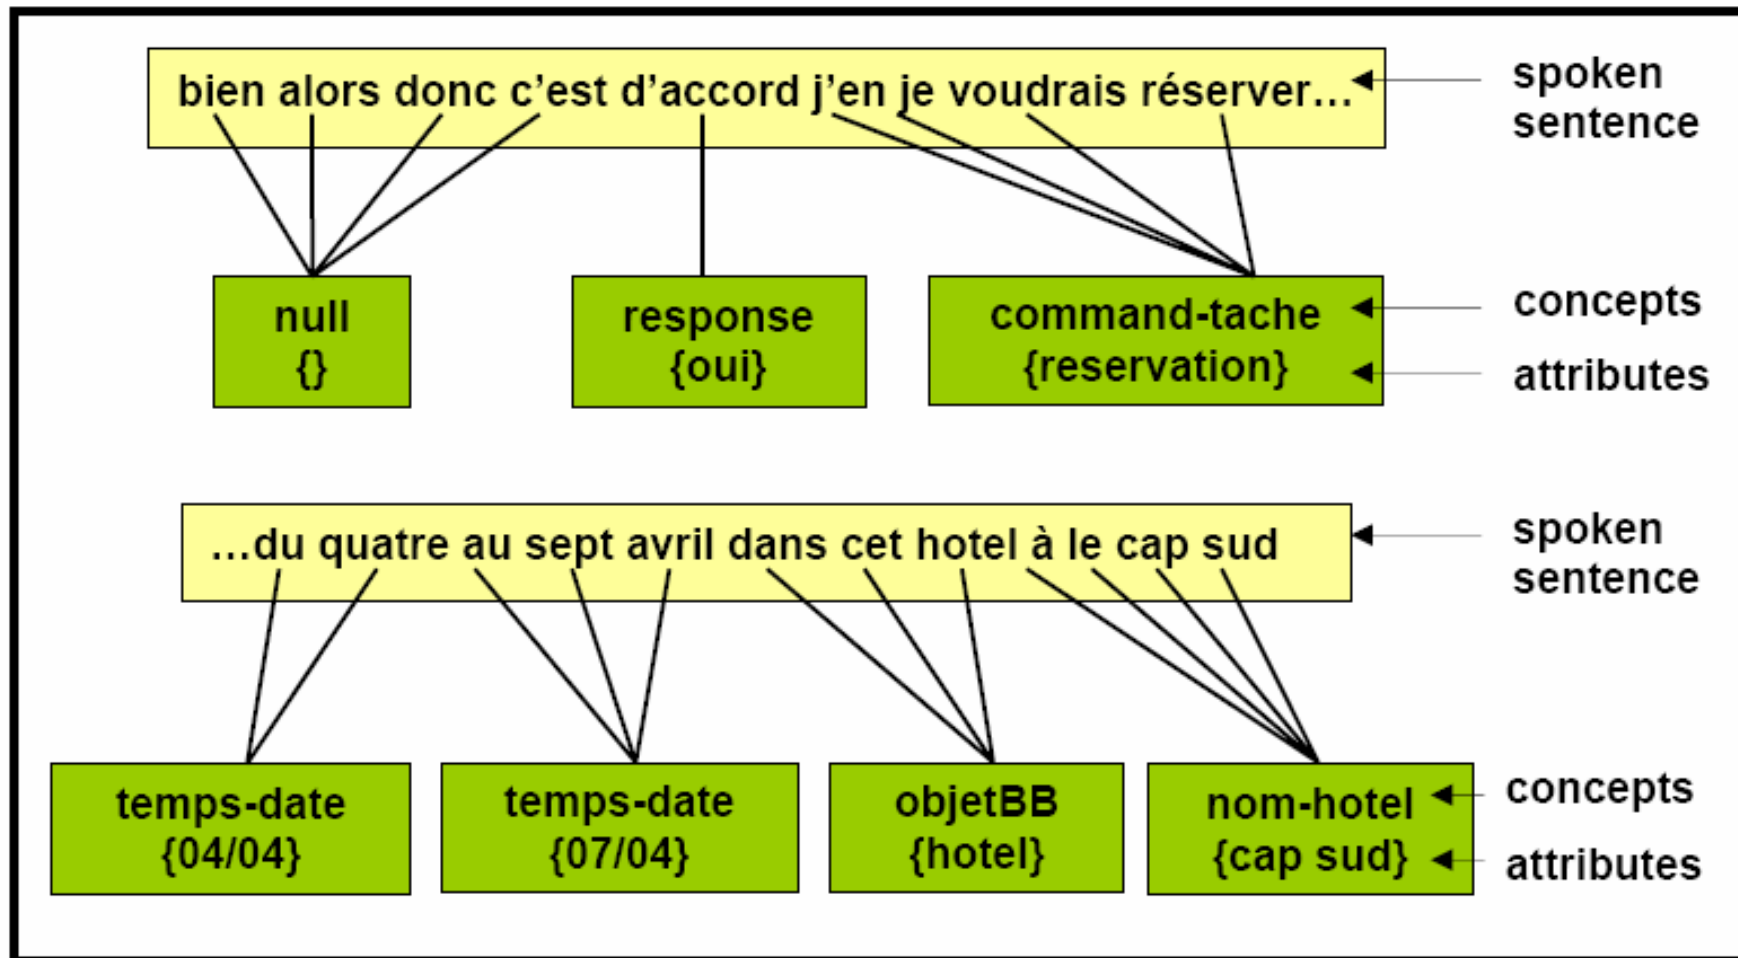 bien alors donc c'est d'accord j'en je voudrais réserver...
spoken
sentence
null
{}
response
{oui}
command-tache
{reservation}
concepts
attributes
...du quatre au sept avril dans cet hotel à le cap sud
spoken
sentence
temps-date
{04/04}
temps-date
{07/04}
objetBB
{hotel}
nom-hotel
{cap sud}
concepts
attributes